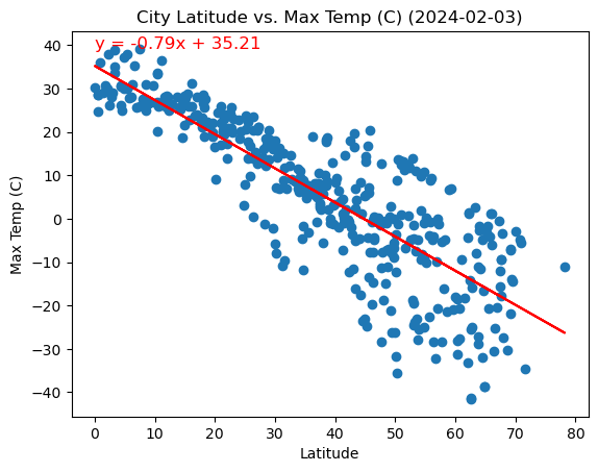 City Latitude vs. Max Temp (C) (2024-02-03)
y = -0.79x + 35.21
Max Temp (C)
40
30
20
10
0
−10
−20
−30
−40
0 10 20 30 40 50 60 70 80
Latitude